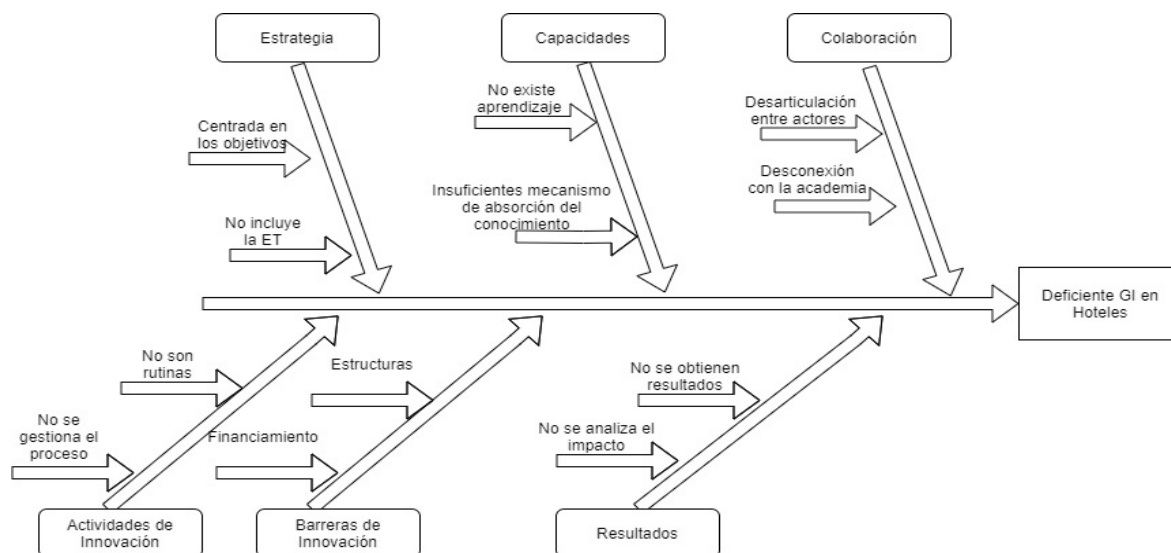 Estrategia
Capacidades
Colaboración
Centrada en
los objetivos
No incluye
la ET
No existe
aprendizaje
Insuficientes mecanismo
de absorción del
conocimiento
Desarticulación
entre actores
Desconexión
con la academia
Deficiente GI en
Hoteles
No son
rutinas
No se
gestiona el
proceso
Estructuras
Financiamiento
No se obtienen
resultados
No se analiza el
impacto
Actividades de
Innovación
Barreras de
Innovación
Resultados